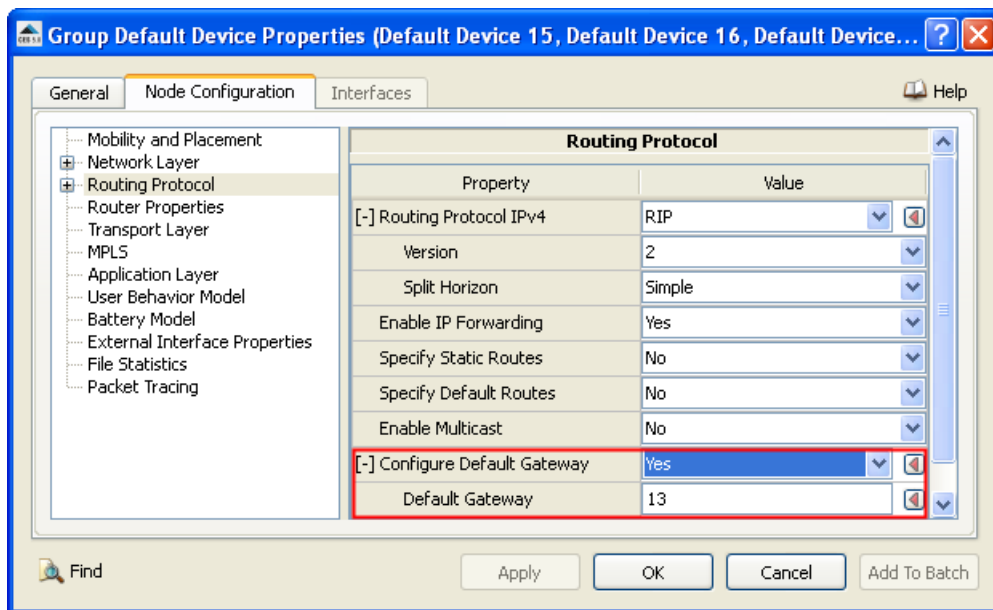 Group Default Device Properties (Default Device 15, Default Device 16, Default Device...
General Node Configuration Interfaces Help
Mobility and Placement
Network Layer
Routing Protocol
Router Properties
Transport Layer
MPLS
Application Layer
User Behavior Model
Battery Model
External Interface Properties
File Statistics
Packet Tracing
Routing Protocol
Property Value
[-] Routing Protocol IPv4 RIP
Version 2
Split Horizon Simple
Enable IP Forwarding Yes
Specify Static Routes No
Specify Default Routes No
Enable Multicast No
[-] Configure Default Gateway Yes
Default Gateway 13
Find Apply OK Cancel Add To Batch